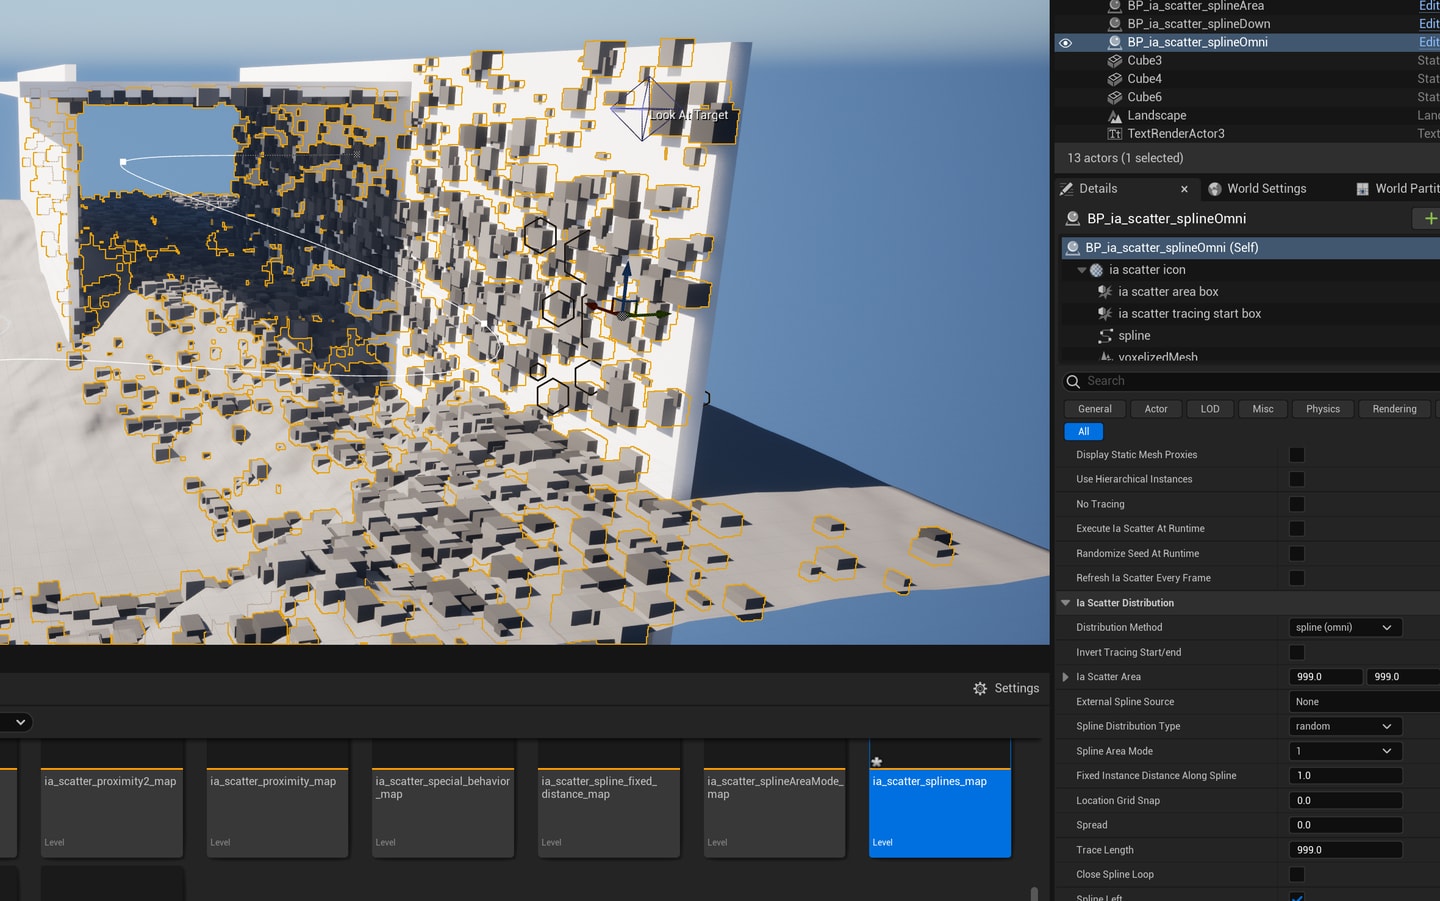 BP_ia_scatter_splineArea Edit
BP_ia_scatter_splineDown Edit
BP_ia_scatter_splineOmni Edit
Cube3 Stat
Cube4 Stat
Cube6 Stat
Landscape Lan
TextRenderActor3 Text
13 actors (1 selected)
Details World Settings World Partit
BP_ia_scatter_splineOmni
BP_ia_scatter_splineOmni (Self)
ia scatter icon
ia scatter area box
ia scatter tracing start box
spline
voxelizedMesh
Search
General Actor LOD Misc Physics Rendering
All
Display Static Mesh Proxies
Use Hierarchical Instances
No Tracing
Execute Ia Scatter At Runtime
Randomize Seed At Runtime
Refresh Ia Scatter Every Frame
Ia Scatter Distribution
Distribution Method spline (omni)
Invert Tracing Start/end
Ia Scatter Area 999.0 999.0
External Spline Source None
Spline Distribution Type random
Spline Area Mode 1
Fixed Instance Distance Along Spline 1.0
Location Grid Snap 0.0
Spread 0.0
Trace Length 999.0
Close Spline Loop
Spline Left
Look At Target
Settings
ia_scatter_proximity2_map
Level
ia_scatter_proximity_map
Level
ia_scatter_special_behavior
_map
Level
ia_scatter_spline_fixed_
distance_map
Level
ia_scatter_splineAreaMode_
map
Level
ia_scatter_splines_map
Level